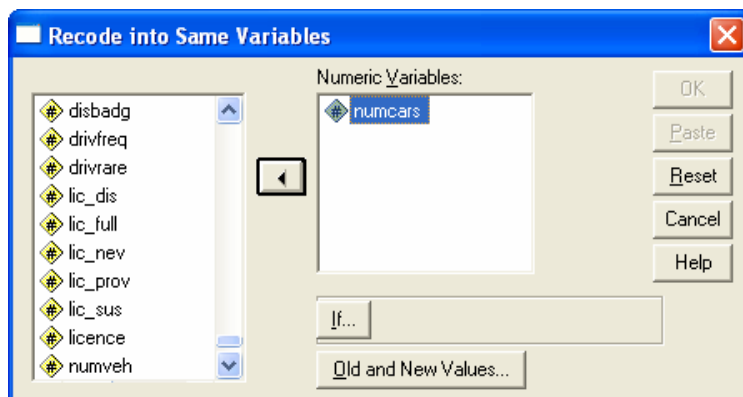 Recode into Same Variables
disbadg
drivfreq
drivrare
lic_dis
lic_full
lic_nev
lic_prov
lic_sus
licence
numveh
Numeric Variables:
numcars
If...
Old and New Values...
OK
Paste
Reset
Cancel
Help